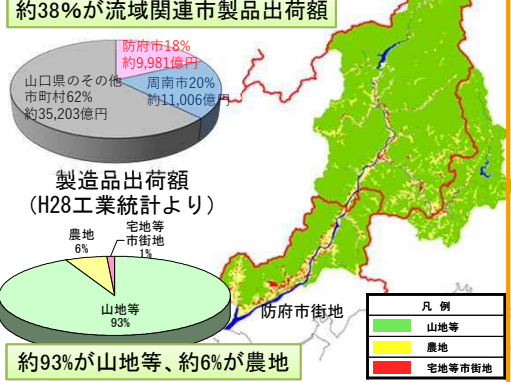 約38%が流域関連市製品出荷額
防府市18%
約9,981億円
周南市20%
約11,006億円
山口県のその他
市町村62%
約35,203億円
製造品出荷額
(H28工業統計より)
農地
6%
宅地等
市街地
1%
山地等
93%
防府市街地
凡 例
山地等
農地
宅地等市街地
約93%が山地等、約6%が農地